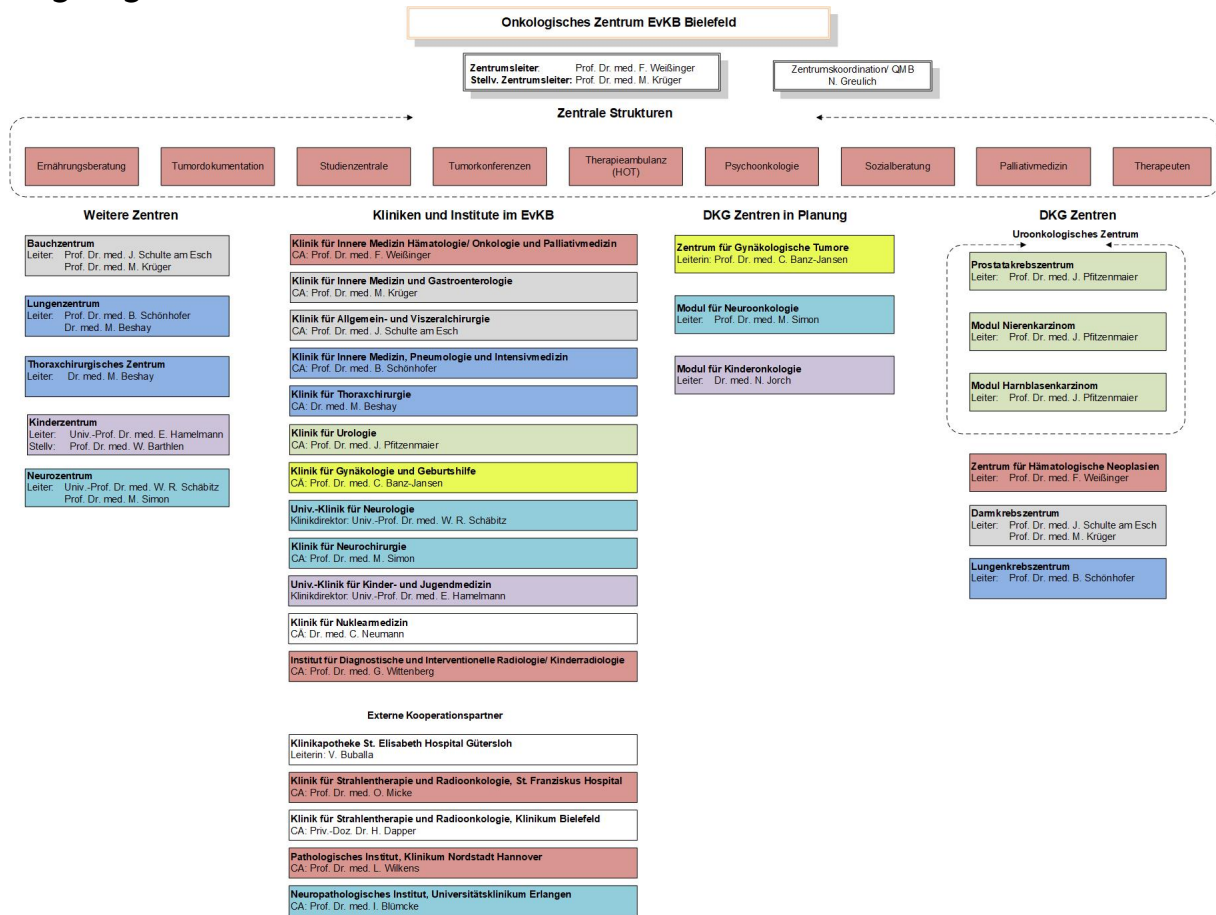 Onkologisches Zentrum EvKB Bielefeld
Zentrumsleiter: Prof. Dr. med. F. Weißinger
Stellv. Zentrumsleiter: Prof. Dr. med. M. Krüger
Zentrumskoordination/ QMB
N. Greulich
Zentrale Strukturen
Ernährungsberatung
Tumordokumentation
Studienzentrale
Tumorkonferenzen
Therapieambulanz
(HOT)
Psychoonkologie
Sozialberatung
Palliativmedizin
Therapeuten
Weitere Zentren
Bauchzentrum
Leiter: Prof. Dr. med. J. Schulte am Esch
Prof. Dr. med. M. Krüger
Lungenzentrum
Leiter: Prof. Dr. med. B. Schönhofer
Dr. med. M. Beshay
Thoraxchirurgisches Zentrum
Leiter: Dr. med. M. Beshay
Kinderzentrum
Leiter: Univ.-Prof. Dr. med. E. Hamelmann
Stellv: Prof. Dr. med. W. Barthlen
Neurozentrum
Leiter: Univ.-Prof. Dr. med. W. R. Schäbitz
Prof. Dr. med. M. Simon
Kliniken und Institute im EvKB
Klinik für Innere Medizin Hämatologie/ Onkologie und Palliativmedizin
CA: Prof. Dr. med. F. Weißinger
Klinik für Innere Medizin und Gastroenterologie
CA: Prof. Dr. med. M. Krüger
Klinik für Allgemein- und Viszeralchirurgie
CA: Prof. Dr. med. J. Schulte am Esch
Klinik für Innere Medizin, Pneumologie und Intensivmedizin
CA: Prof. Dr. med. B. Schönhofer
Klinik für Thoraxchirurgie
CA: Dr. med. M. Beshay
Klinik für Urologie
CA: Prof. Dr. med. J. Pfitzenmaier
Klinik für Gynäkologie und Geburtshilfe
CÄ: Prof. Dr. med. C. Banz-Jansen
Univ.-Klinik für Neurologie
Klinikdirektor: Univ.-Prof. Dr. med. W. R. Schäbitz
Klinik für Neurochirurgie
CA: Prof. Dr. med. M. Simon
Univ.-Klinik für Kinder- und Jugendmedizin
Klinikdirektor: Univ.-Prof. Dr. med. E. Hamelmann
Klinik für Nuklearmedizin
CÄ: Dr. med. C. Neumann
Institut für Diagnostische und Interventionelle Radiologie/ Kinderradiologie
CA: Prof. Dr. med. G. Wittenberg
Externe Kooperationspartner
Klinikapotheke St. Elisabeth Hospital Gütersloh
Leiterin: V. Buballa
Klinik für Strahlentherapie und Radioonkologie, St. Franziskus Hospital
CA: Prof. Dr. med. O. Micke
Klinik für Strahlentherapie und Radioonkologie, Klinikum Bielefeld
CA: Priv.-Doz. Dr. H. Dapper
Pathologisches Institut, Klinikum Nordstadt Hannover
CA: Prof. Dr. med. L. Wilkens
Neuropathologisches Institut, Universitätsklinikum Erlangen
CA: Prof. Dr. med. I. Blümcke
DKG Zentren in Planung
Zentrum für Gynäkologische Tumore
Leiterin: Prof. Dr. med. C. Banz-Jansen
Modul für Neuroonkologie
Leiter: Prof. Dr. med. M. Simon
Modul für Kinderonkologie
Leiter: Dr. med. N. Jorch
DKG Zentren
Uroonkologisches Zentrum
Prostatakrebszentrum
Leiter: Prof. Dr. med. J. Pfitzenmaier
Modul Nierenkarzinom
Leiter: Prof. Dr. med. J. Pfitzenmaier
Modul Harnblasenkarzinom
Leiter: Prof. Dr. med. J. Pfitzenmaier
Zentrum für Hämatologische Neoplasien
Leiter: Prof. Dr. med. F. Weißinger
Darmkrebszentrum
Leiter: Prof. Dr. med. J. Schulte am Esch
Prof. Dr. med. M. Krüger
Lungenkrebszentrum
Leiter: Prof. Dr. med. B. Schönhofer